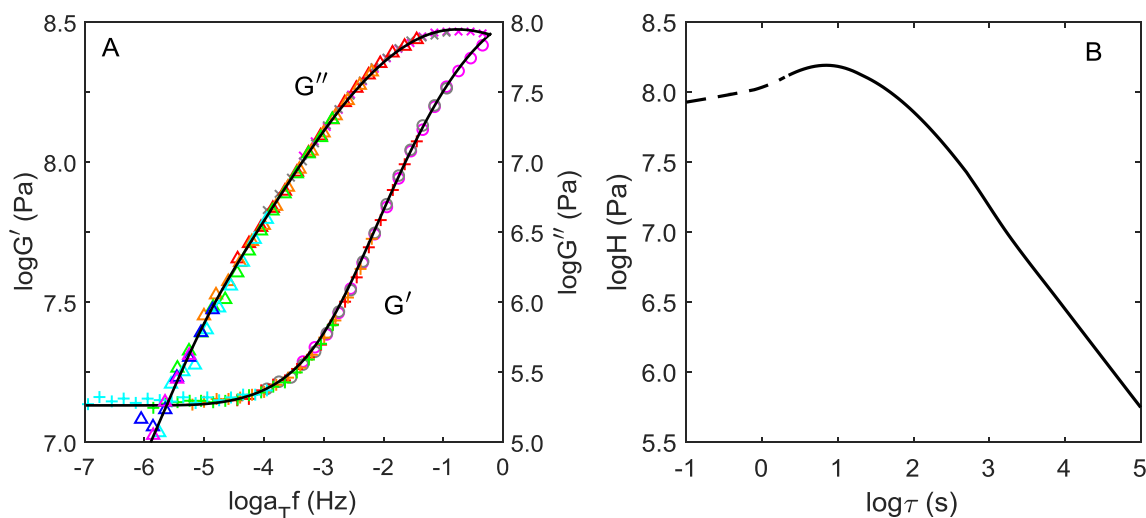 A
G″
G′
8.5
8.0
7.5
7.0
logG′ (Pa)
8.0
7.5
7.0
6.5
6.0
5.5
5.0
logG″ (Pa)
-7 -6 -5 -4 -3 -2 -1 0
logaTf (Hz)
B
8.5
8.0
7.5
7.0
6.5
6.0
5.5
logH (Pa)
-1 0 1 2 3 4 5
logτ (s)